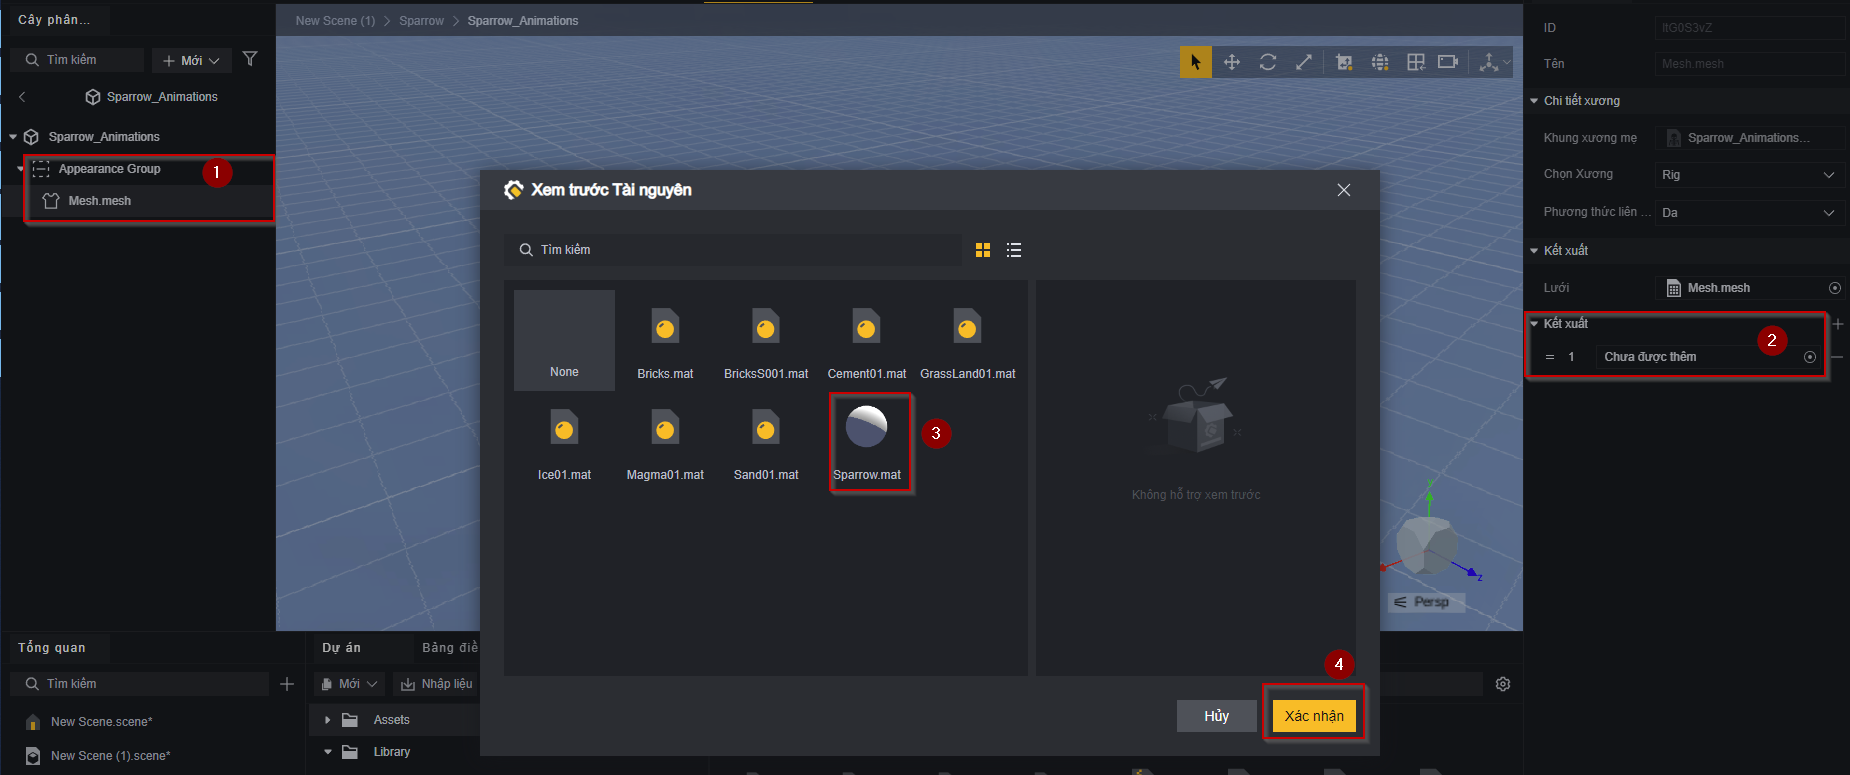 Cây phân...
Tìm kiếm
Mới
Sparrow_Animations
Sparrow_Animations
Appearance Group
1
Mesh.mesh
New Scene (1) > Sparrow > Sparrow_Animations
Xem trước Tài nguyên
Tìm kiếm
None
Bricks.mat
BricksS001.mat
Cement01.mat
GrassLand01.mat
Ice01.mat
Magma01.mat
Sand01.mat
Sparrow.mat
3
Không hỗ trợ xem trước
4
Hủy
Xác nhận
Y
Z
Persp
ID
ItG0S3vZ
Tên
Mesh.mesh
Chi tiết xương
Khung xương mẹ
Sparrow_Animations...
Chọn Xương
Rig
Phương thức liên ...
Da
Kết xuất
Lưới
Mesh.mesh
Kết xuất
2
= 1
Chưa được thêm
Tổng quan
Tìm kiếm
New Scene.scene*
New Scene (1).scene*
Dự án
Bảng điề
Mới
Nhập liệu
Assets
Library